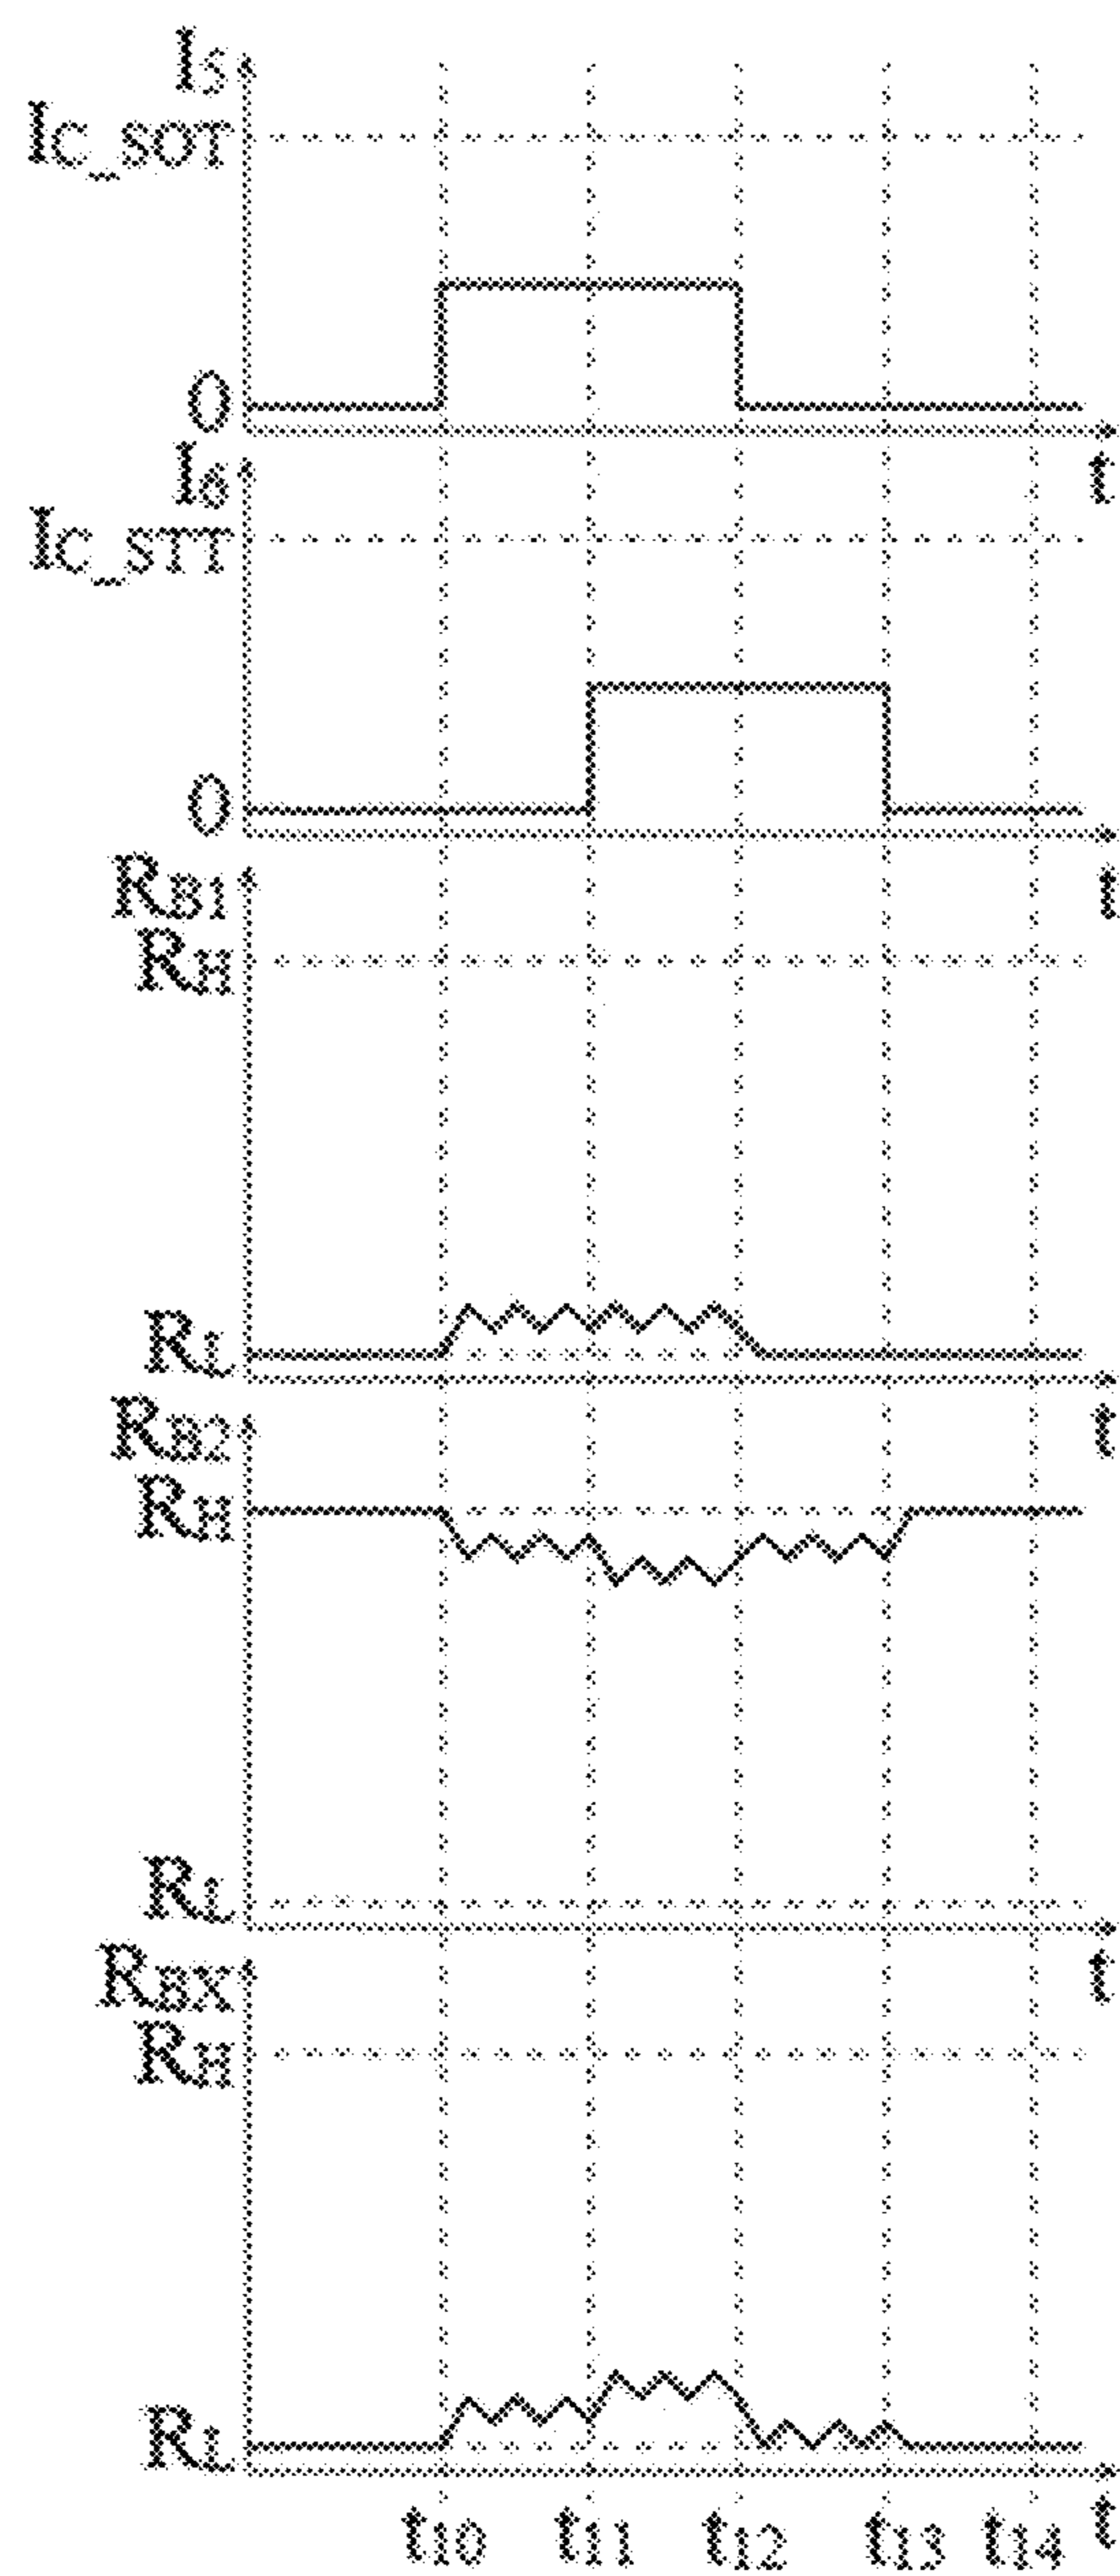 I5
IC_SOT
0
t
I6
IC_STT
0
t
RB1
RH
RL
t
RB2
RH
RL
t
RBX
RH
RL
t10 t11 t12 t13 t14 t